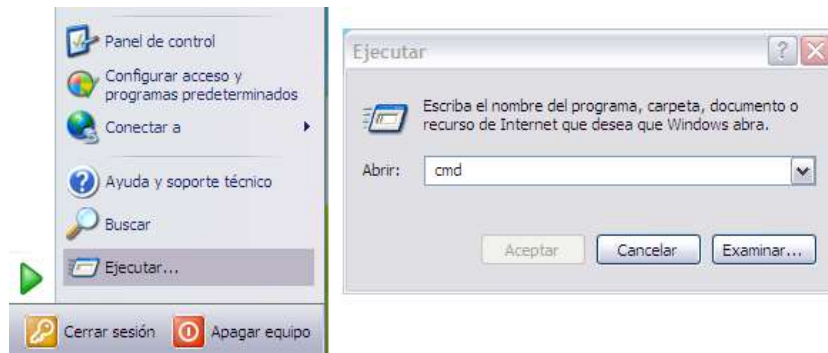 Panel de control
Configurar acceso y
programas predeterminados
Conectar a
Ayuda y soporte técnico
Buscar
Ejecutar...
Cerrar sesión
Apagar equipo
Ejecutar
Escriba el nombre del programa, carpeta, documento o
recurso de Internet que desea que Windows abra.
Abrir:
cmd
Aceptar
Cancelar
Examinar...